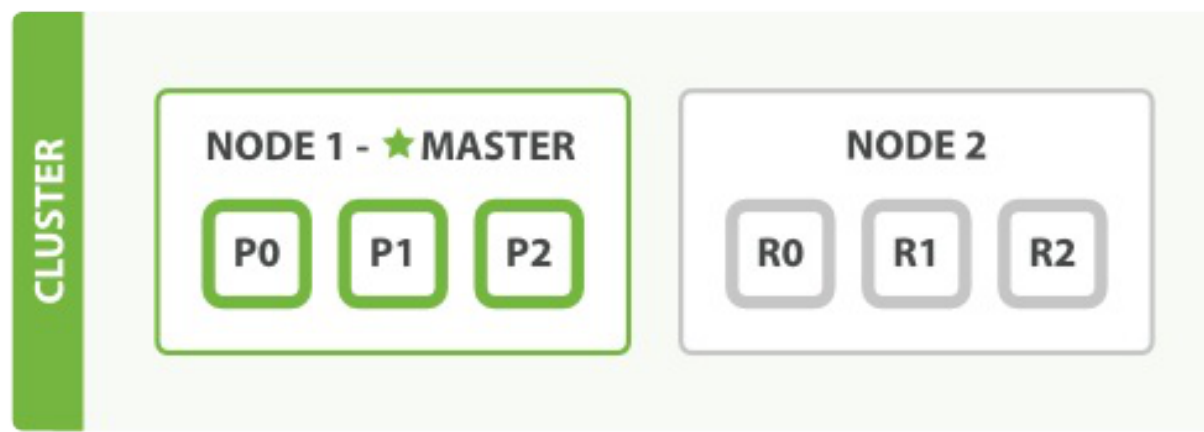 CLUSTER
NODE 1 - ★ MASTER
P0 P1 P2
NODE 2
R0 R1 R2